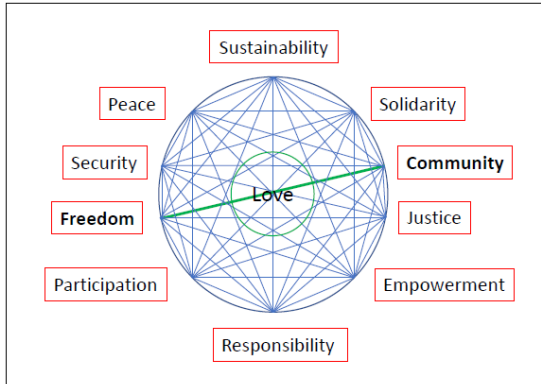 Sustainability
Peace
Solidarity
Security
Community
Love
Freedom
Justice
Participation
Empowerment
Responsibility